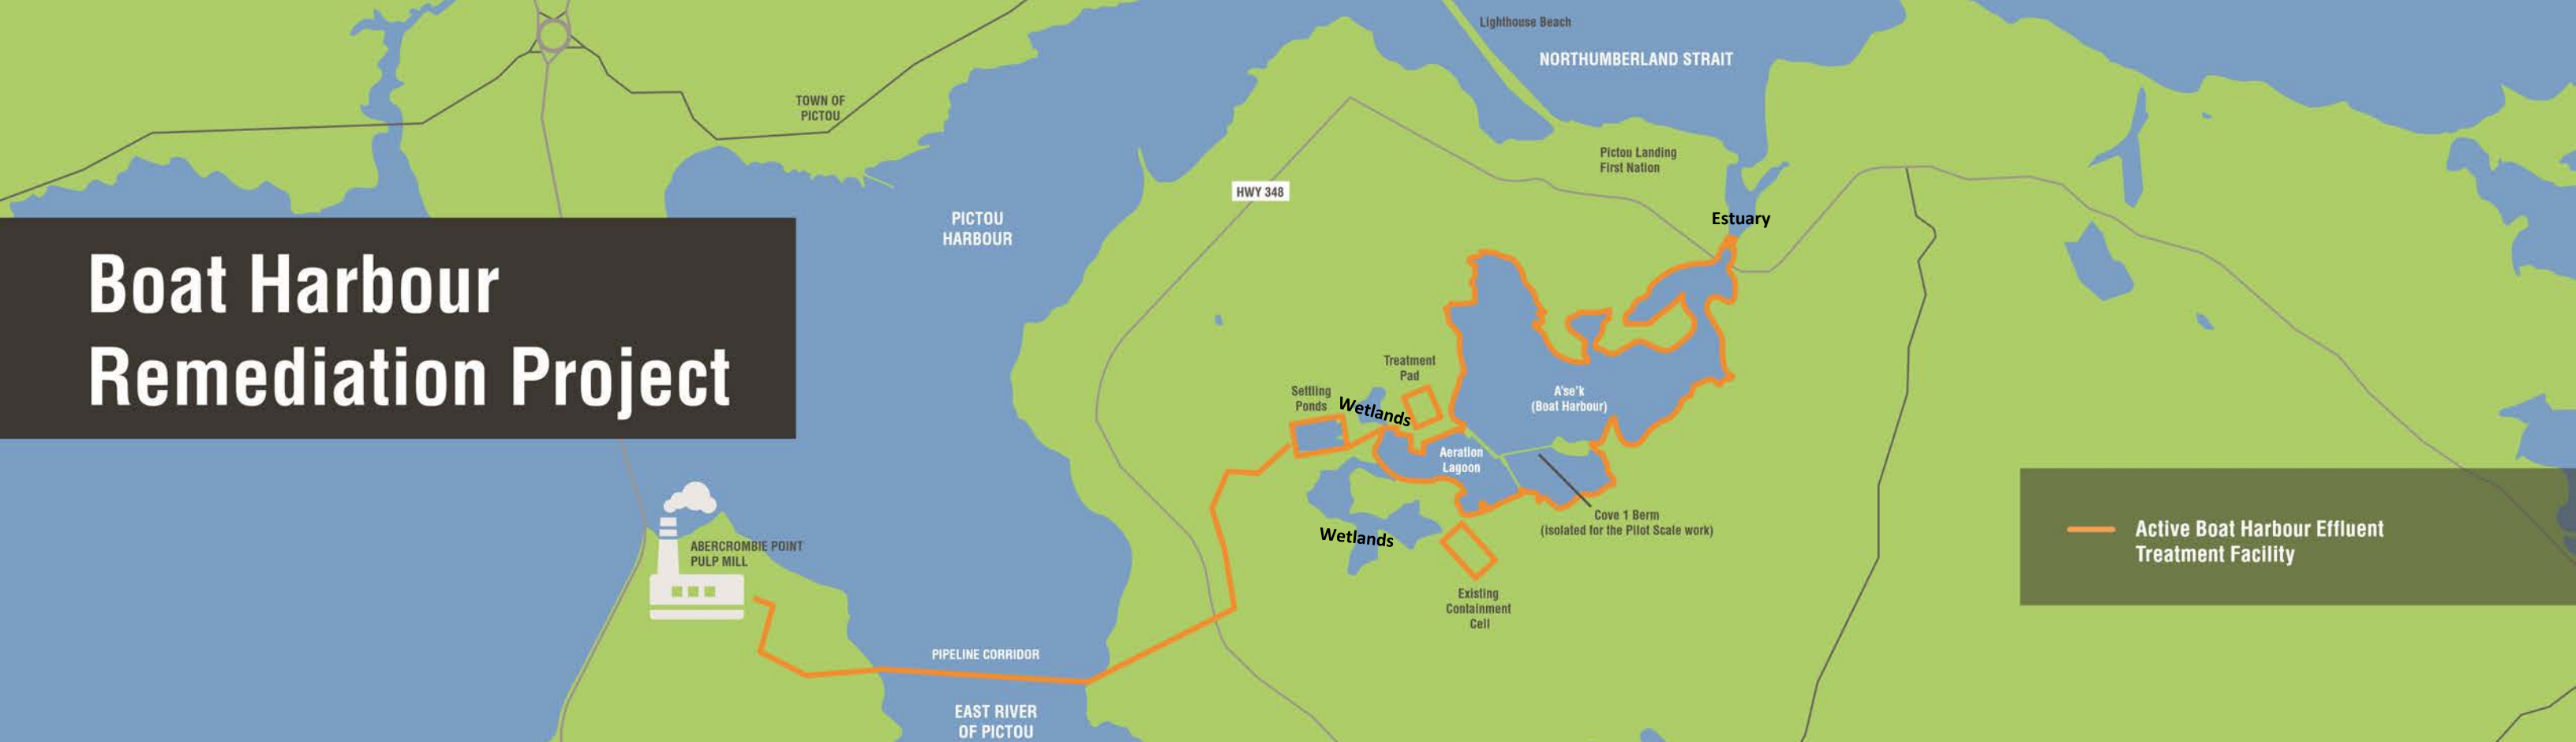 Lighthouse Beach
NORTHUMBERLAND STRAIT
TOWN OF
PICTOU
Pictou Landing
First Nation
HWY 348
PICTOU
HARBOUR
Estuary
Boat Harbour
Remediation Project
Treatment
Pad
Settling
Ponds
Wetlands
A'se'k
(Boat Harbour)
Aeration
Lagoon
Cove 1 Berm
(isolated for the Pilot Scale work)
Wetlands
Existing
Containment
Cell
ABERCROMBIE POINT
PULP MILL
PIPELINE CORRIDOR
EAST RIVER
OF PICTOU
Active Boat Harbour Effluent
Treatment Facility